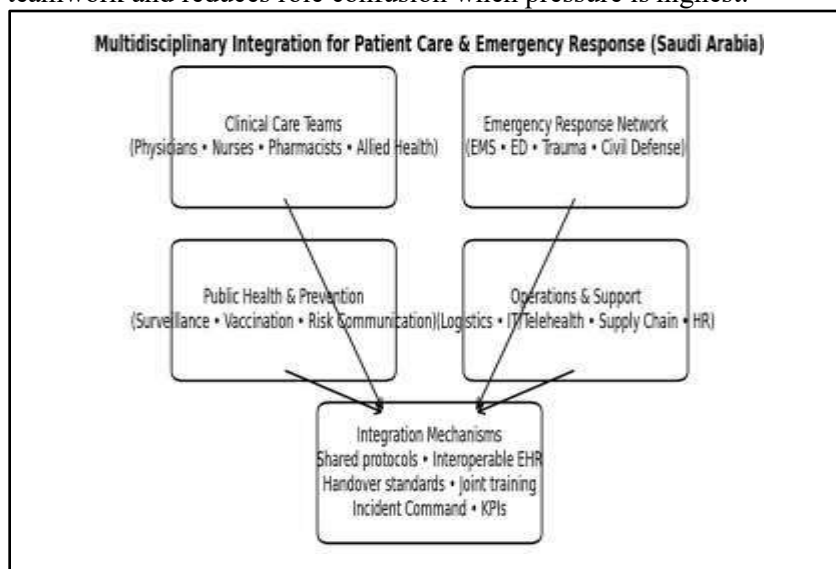 teamwork and reduces role confusion when pressure is highest.
Multidisciplinary Integration for Patient Care & Emergency Response (Saudi Arabia)
Clinical Care Teams
(Physicians • Nurses • Pharmacists • Allied Health)
Emergency Response Network
(EMS • ED • Trauma • Civil Defense)
Public Health & Prevention
(Surveillance • Vaccination • Risk Communication)
Operations & Support
(Logistics • IT/Telehealth • Supply Chain • HR)
Integration Mechanisms
Shared protocols • Interoperable EHR
Handover standards • Joint training
Incident Command • KPIs